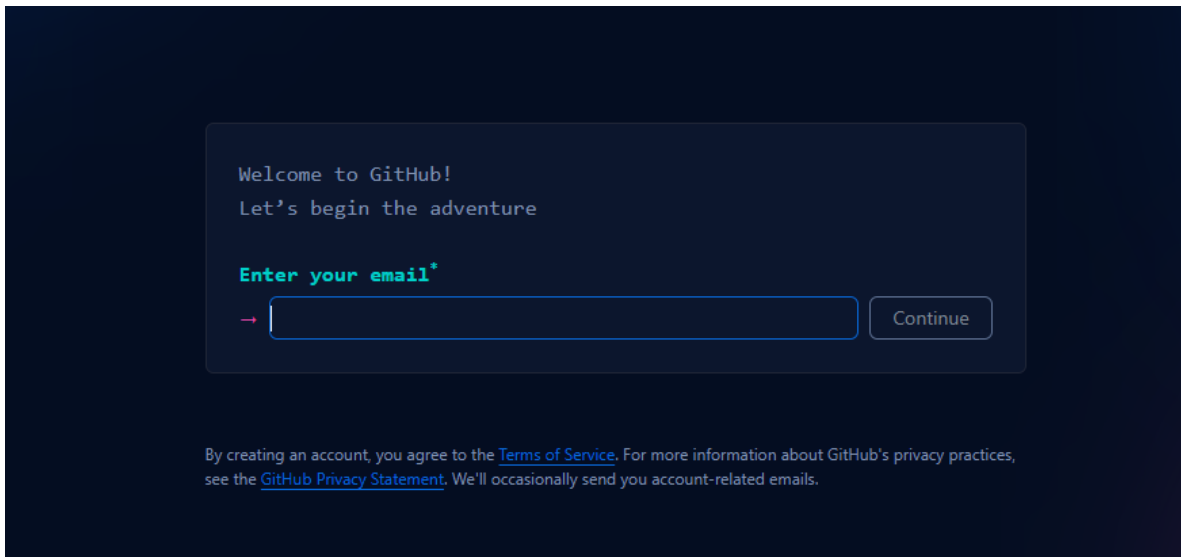 Welcome to GitHub!
Let’s begin the adventure
Enter your email*
→ Continue
By creating an account, you agree to the Terms of Service. For more information about GitHub's privacy practices,
see the GitHub Privacy Statement. We'll occasionally send you account-related emails.